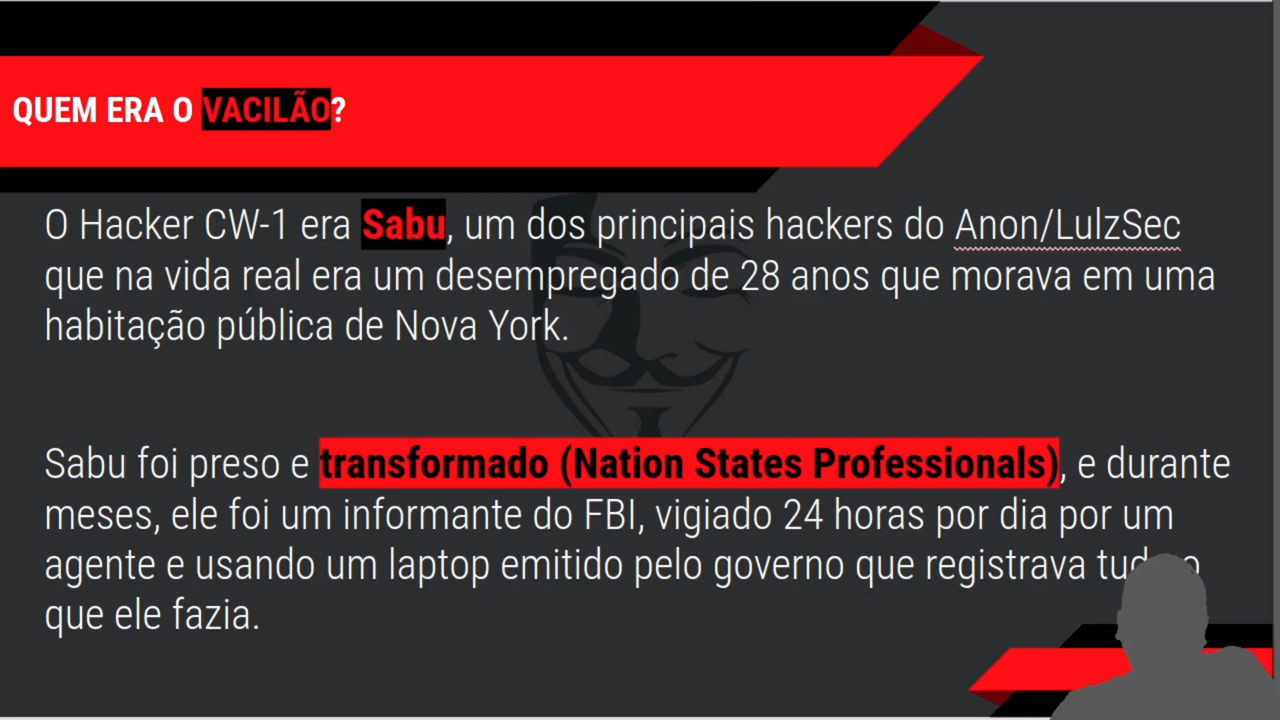 QUEM ERA O VACILÃO?
O Hacker CW-1 era Sabu, um dos principais hackers do Anon/LulzSec
que na vida real era um desempregado de 28 anos que morava em uma
habitação pública de Nova York.
Sabu foi preso e transformado (Nation States Professionals), e durante
meses, ele foi um informante do FBI, vigiado 24 horas por dia por um
agente e usando um laptop emitido pelo governo que registrava tudo o
que ele fazia.